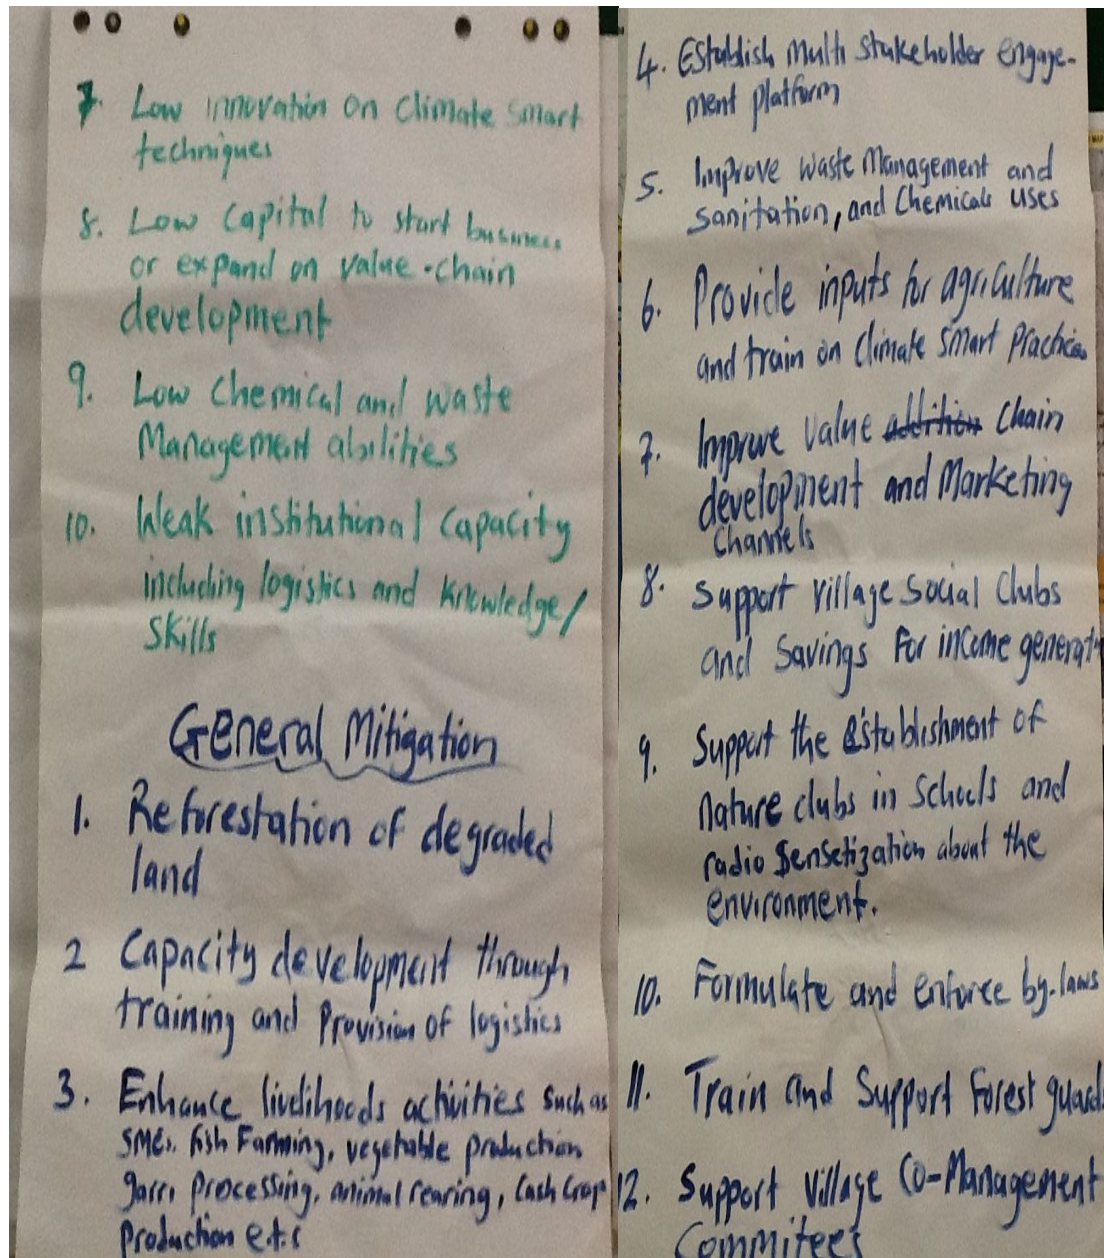 7. Low innovation on Climate Smart
techniques
8. Low Capital to start business
or expand on value-chain
development
9. Low Chemical and waste
Management abilities
10. Weak institutional capacity
including logistics and knowledge/
Skills
General Mitigation
1. Reforestation of degraded
land
2 Capacity development through
training and Provision of logistics
3. Enhance livelihoods activities such as
SMEs, fish Farming, vegetable production
garri processing, animal rearing, Cash Crop
Production e.t.c
4. Establish multi stakeholder engage-
ment platform
5. Improve waste Management and
Sanitation, and Chemicals uses
6. Provide inputs for agriculture
and train on Climate smart Practices
7. Improve value addition Chain
development and Marketing
Channels
8. Support village Social Clubs
and Savings For income generat
9. Support the Establishment of
nature clubs in Schools and
radio Sensetization about the
environment.
10. Formulate and enforce by-laws
11. Train and Support Forest guards
12. Support village Co-Management
Commitees